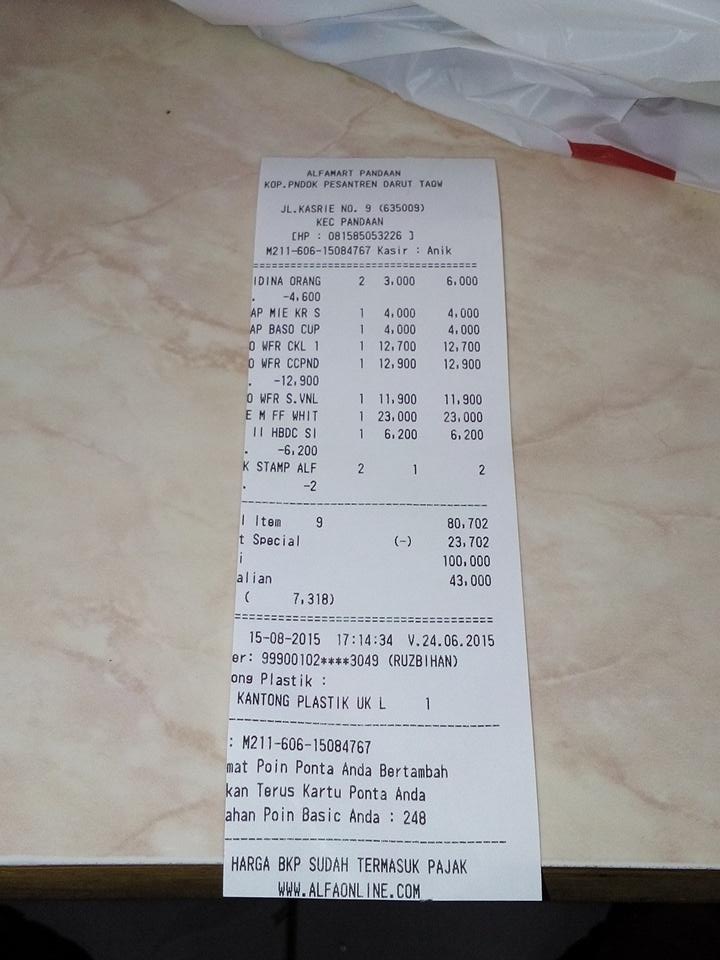 ALFAMART PANDAAN
KOP.PNDOK PESANTREN DARUT TAQW
JL.KASRIE NO. 9 (635009)
KEC PANDAAN
[HP : 081585053226 ]
M211-606-15084767 Kasir : Anik
================================
IDINA ORANG 2 3,000 6,000
. -4,600
AP MIE KR S 1 4,000 4,000
AP BASO CUP 1 4,000 4,000
O WFR CKL 1 1 12,700 12,700
O WFR CCPND 1 12,900 12,900
. -12,900
O WFR S.VNL 1 11,900 11,900
E M FF WHIT 1 23,000 23,000
II HBDC SI 1 6,200 6,200
. -6,200
K STAMP ALF 2 1 2
. -2
--------------------------------
l Item 9 80,702
t Special (-) 23,702
i 100,000
alian 43,000
( 7,318)
================================
15-08-2015 17:14:34 V.24.06.2015
er: 99900102****3049 (RUZBIHAN)
ong Plastik :
KANTONG PLASTIK UK L 1
--------------------------------
: M211-606-15084767
mat Poin Ponta Anda Bertambah
kan Terus Kartu Ponta Anda
ahan Poin Basic Anda : 248
--------------------------------
HARGA BKP SUDAH TERMASUK PAJAK
WWW.ALFAONLINE.COM